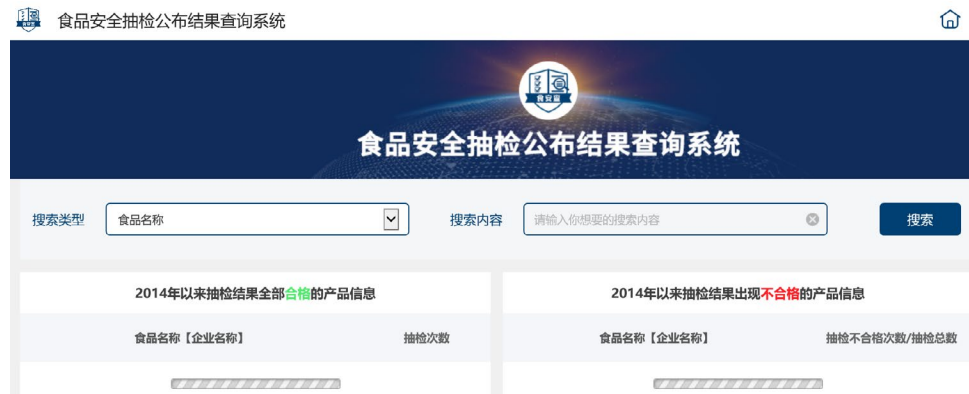 食品安全抽检公布结果查询系统
食安查
食品安全抽检公布结果查询系统
搜索类型 食品名称 搜索内容 请输入你想要的搜索内容 搜索
2014年以来抽检结果全部合格的产品信息 2014年以来抽检结果出现不合格的产品信息
食品名称【企业名称】 抽检次数 食品名称【企业名称】 抽检不合格次数/抽检总数